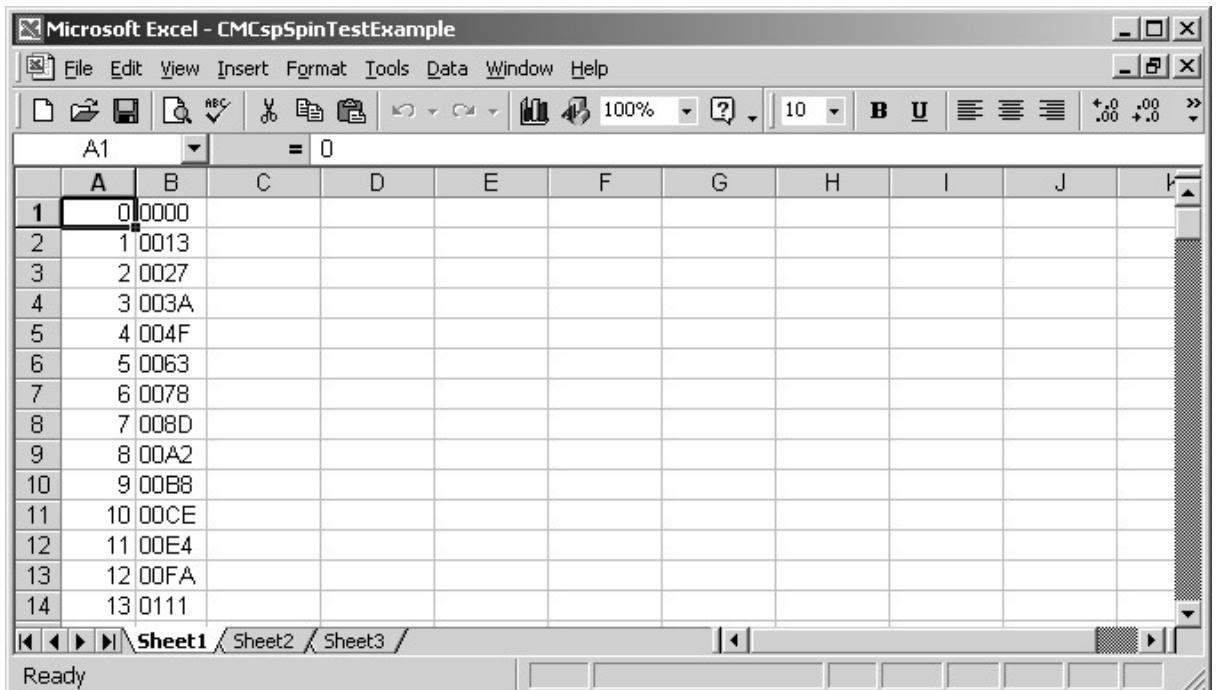 Microsoft Excel - CMCspSpinTestExample
File Edit View Insert Format Tools Data Window Help
ABC 100% 10 B U
A1 = 0
A B C D E F G H I J
1 0 0000
2 1 0013
3 2 0027
4 3 003A
5 4 004F
6 5 0063
7 6 0078
8 7 008D
9 8 00A2
10 9 00B8
11 10 00CE
12 11 00E4
13 12 00FA
14 13 0111
Sheet1 Sheet2 Sheet3
Ready